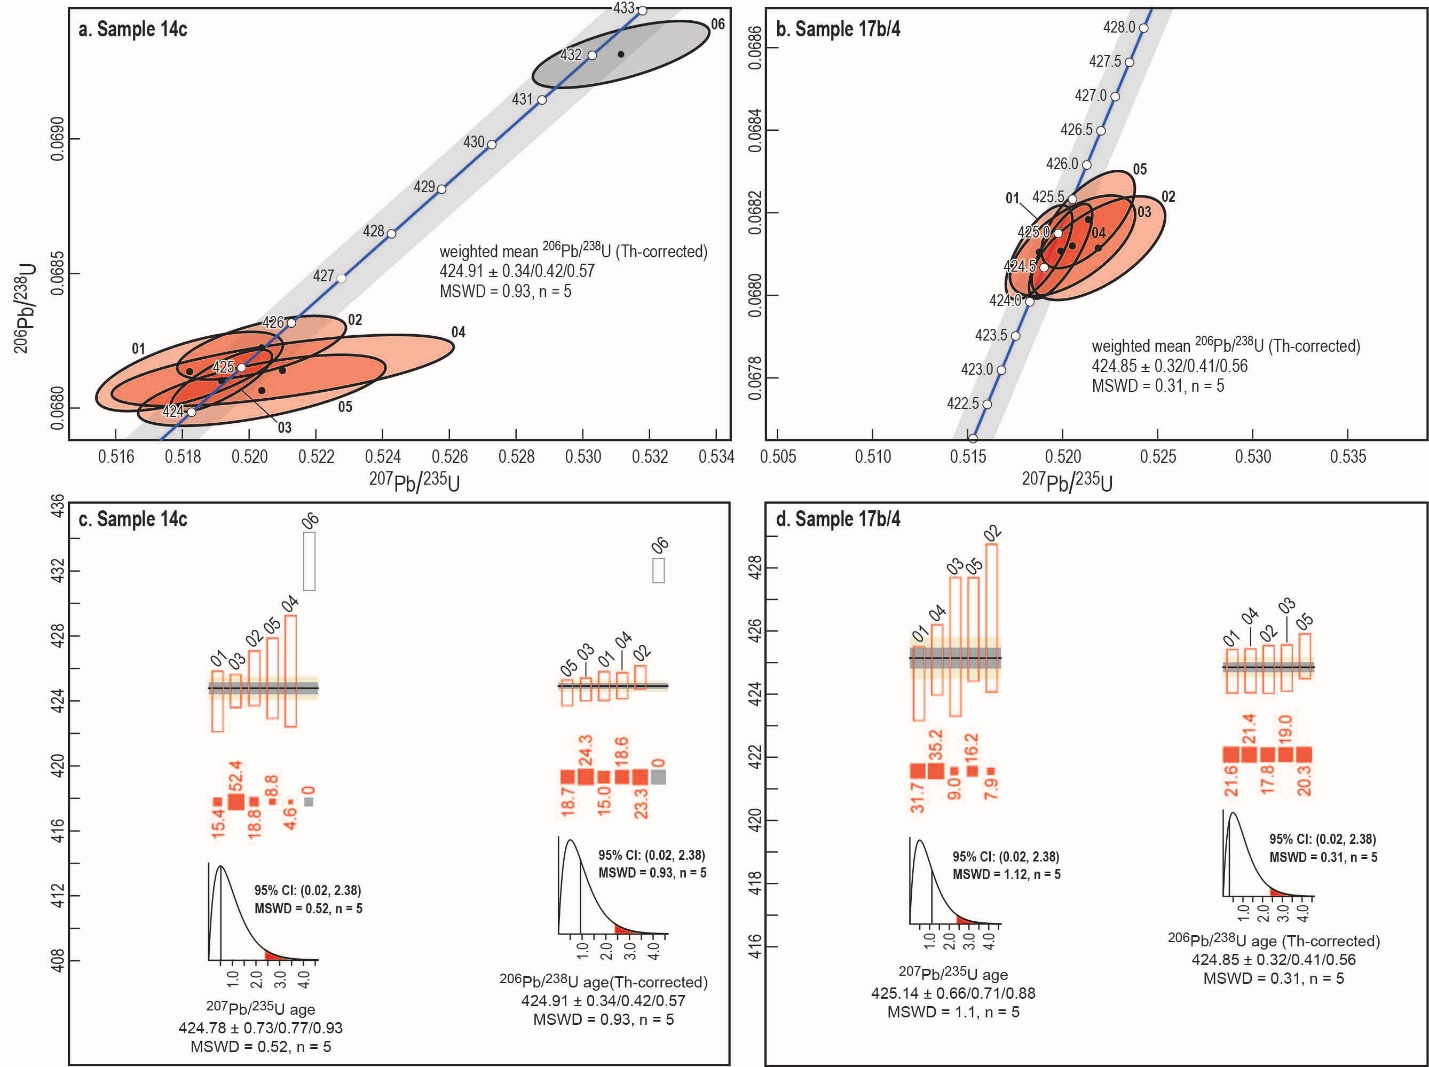 a. Sample 14c
433
06
432
431
430
429
428
427
426
425
424
01
02
04
05
03
weighted mean 206Pb/238U (Th-corrected)
424.91 ± 0.34/0.42/0.57
MSWD = 0.93, n = 5
0.0690
0.0685
0.0680
206Pb/238U
0.516 0.518 0.520 0.522 0.524 0.526 0.528 0.530 0.532 0.534
207Pb/235U
b. Sample 17b/4
428.0
427.5
427.0
426.5
426.0
425.5
425.0
424.5
424.0
423.5
423.0
422.5
01
05
02
03
04
weighted mean 206Pb/238U (Th-corrected)
424.85 ± 0.32/0.41/0.56
MSWD = 0.31, n = 5
0.0686
0.0684
0.0682
0.0680
0.0678
0.505 0.510 0.515 0.520 0.525 0.530 0.535
207Pb/235U
c. Sample 14c
436
432
428
424
420
416
412
408
01 03 02 05 04 06
15.4 52.4 18.8 8.8 4.6 0
95% CI: (0.02, 2.38)
MSWD = 0.52, n = 5
1.0 2.0 3.0 4.0
207Pb/235U age
424.78 ± 0.73/0.77/0.93
MSWD = 0.52, n = 5
05 03 01 04 02 06
18.7 24.3 15.0 18.6 23.3 0
95% CI: (0.02, 2.38)
MSWD = 0.93, n = 5
1.0 2.0 3.0 4.0
206Pb/238U age(Th-corrected)
424.91 ± 0.34/0.42/0.57
MSWD = 0.93, n = 5
d. Sample 17b/4
428
426
424
422
420
418
416
01 04 03 05 02
31.7 35.2 9.0 16.2 7.9
95% CI: (0.02, 2.38)
MSWD = 1.12, n = 5
1.0 2.0 3.0 4.0
207Pb/235U age
425.14 ± 0.66/0.71/0.88
MSWD = 1.1, n = 5
01 04 02 03 05
21.6 21.4 17.8 19.0 20.3
95% CI: (0.02, 2.38)
MSWD = 0.31, n = 5
1.0 2.0 3.0 4.0
206Pb/238U age (Th-corrected)
424.85 ± 0.32/0.41/0.56
MSWD = 0.31, n = 5